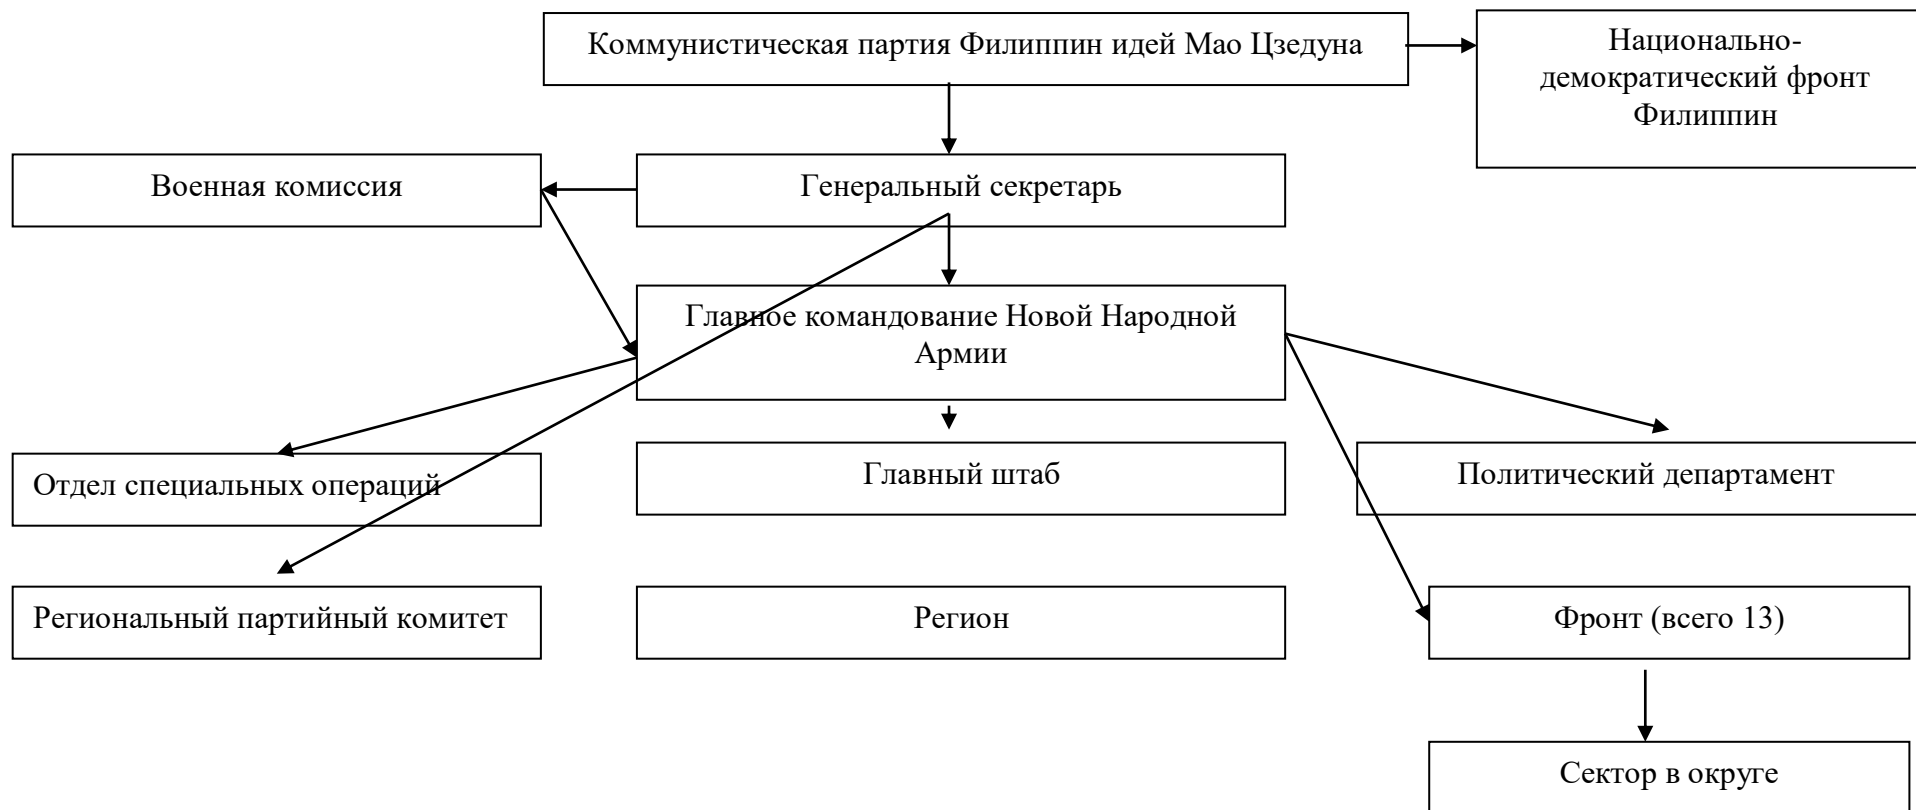 Коммунистическая партия Филиппин идей Мао Цзедуна
Национально-
демократический фронт
Филиппин
Военная комиссия
Генеральный секретарь
Главное командование Новой Народной
Армии
Отдел специальных операций
Главный штаб
Политический департамент
Региональный партийный комитет
Регион
Фронт (всего 13)
Сектор в округе